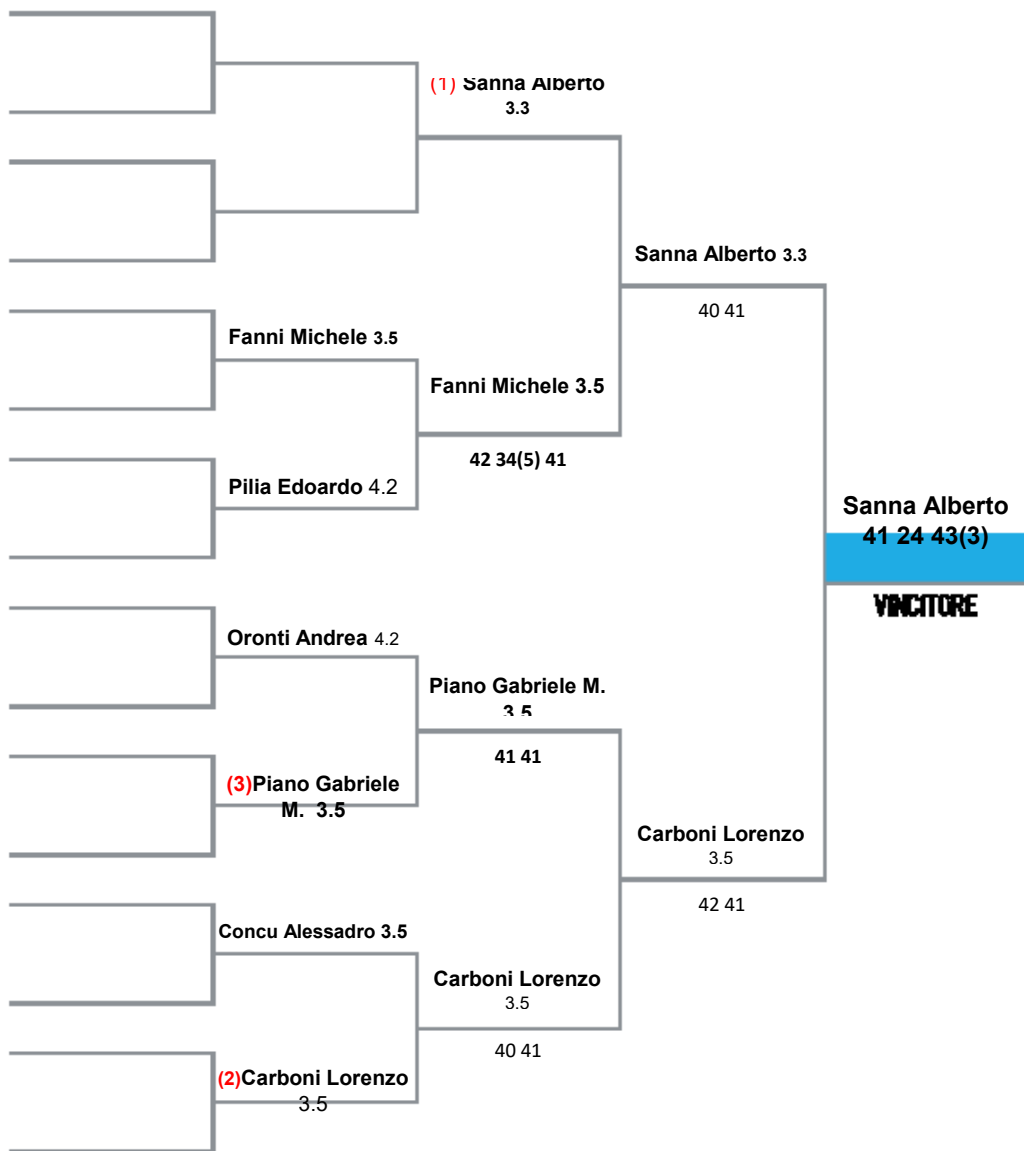 (1) Sanna Alberto
3.3
Sanna Alberto 3.3
40 41
Fanni Michele 3.5
Fanni Michele 3.5
42 34(5) 41
Pilia Edoardo 4.2
Sanna Alberto
41 24 43(3)
VINCITORE
Oronti Andrea 4.2
Piano Gabriele M.
3.5
41 41
(3)Piano Gabriele
M. 3.5
Carboni Lorenzo
3.5
42 41
Concu Alessadro 3.5
Carboni Lorenzo
3.5
40 41
(2)Carboni Lorenzo
3.5